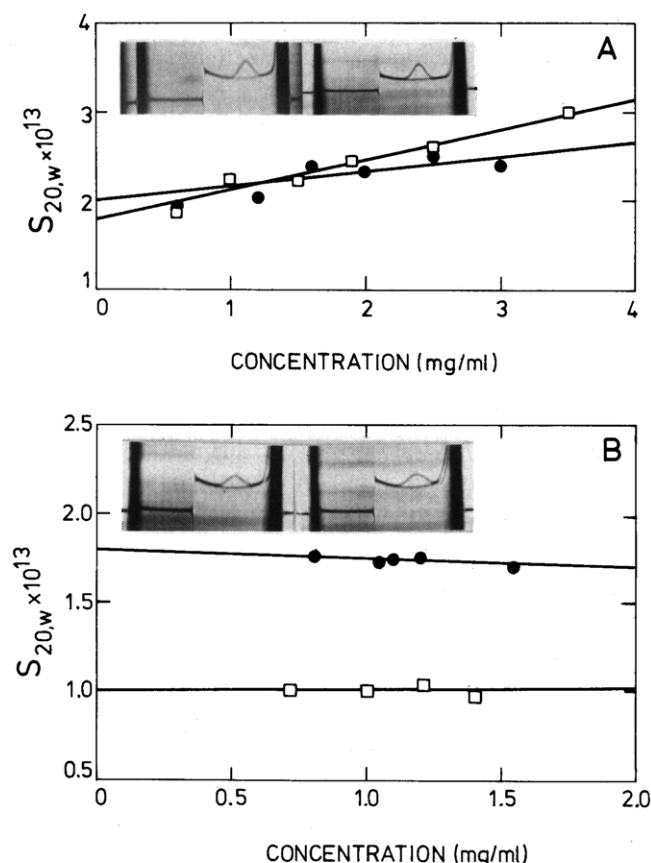 A
4
3
2
1
S20,w ×10^13
0 1 2 3 4
CONCENTRATION (mg/ml)
B
2.5
2.0
1.5
1.0
0.5
S20,w ×10^13
0 0.5 1.0 1.5 2.0
CONCENTRATION (mg/ml)